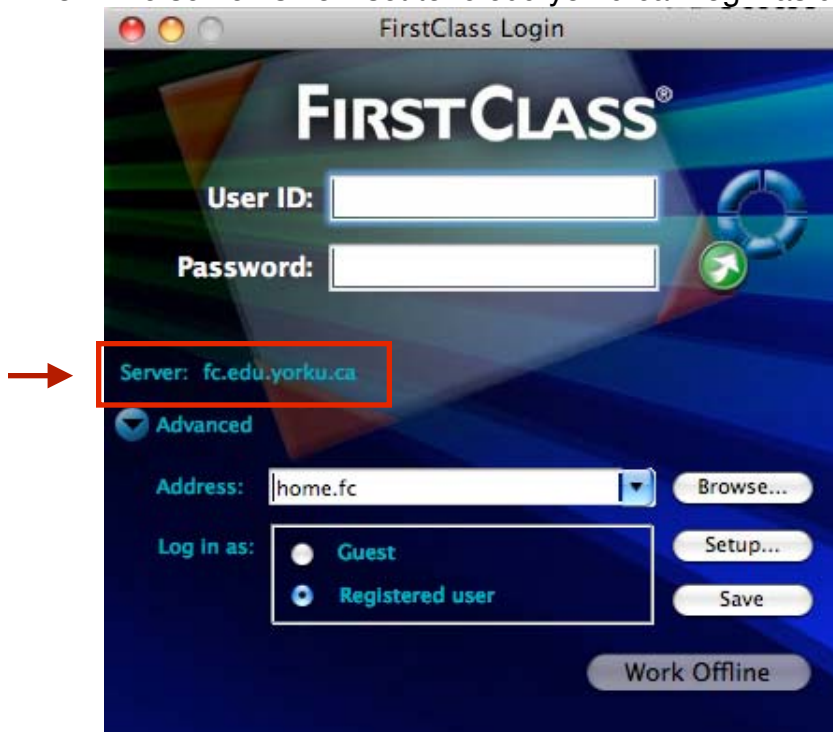 FirstClass Login
FIRSTCLASS®
User ID:
Password:
Server: fc.edu.yorku.ca
Advanced
Address: home.fc Browse...
Log in as: Guest Setup...
Registered user Save
Work Offline